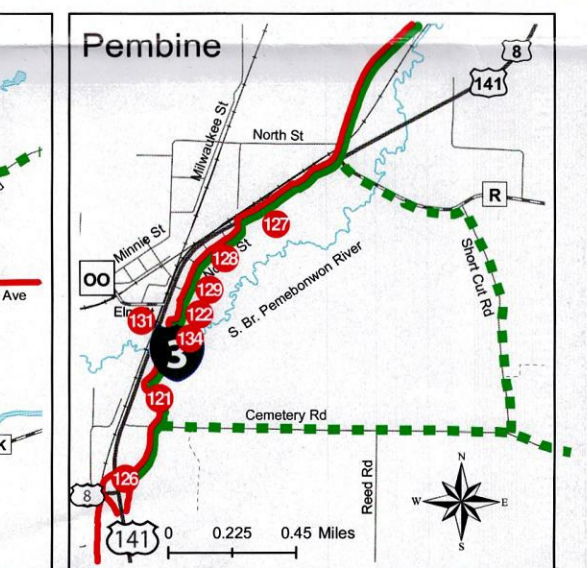 Pembine
8
141
North St
Milwaukee St
R
127
Minnie St
128
St
OO
129
Short Cut Rd
Ave
S. Br. Pemebonwon River
122
131
134
3
121
Cemetery Rd
K
126
Reed Rd
N
W
E
S
8
141
0 0.225 0.45 Miles